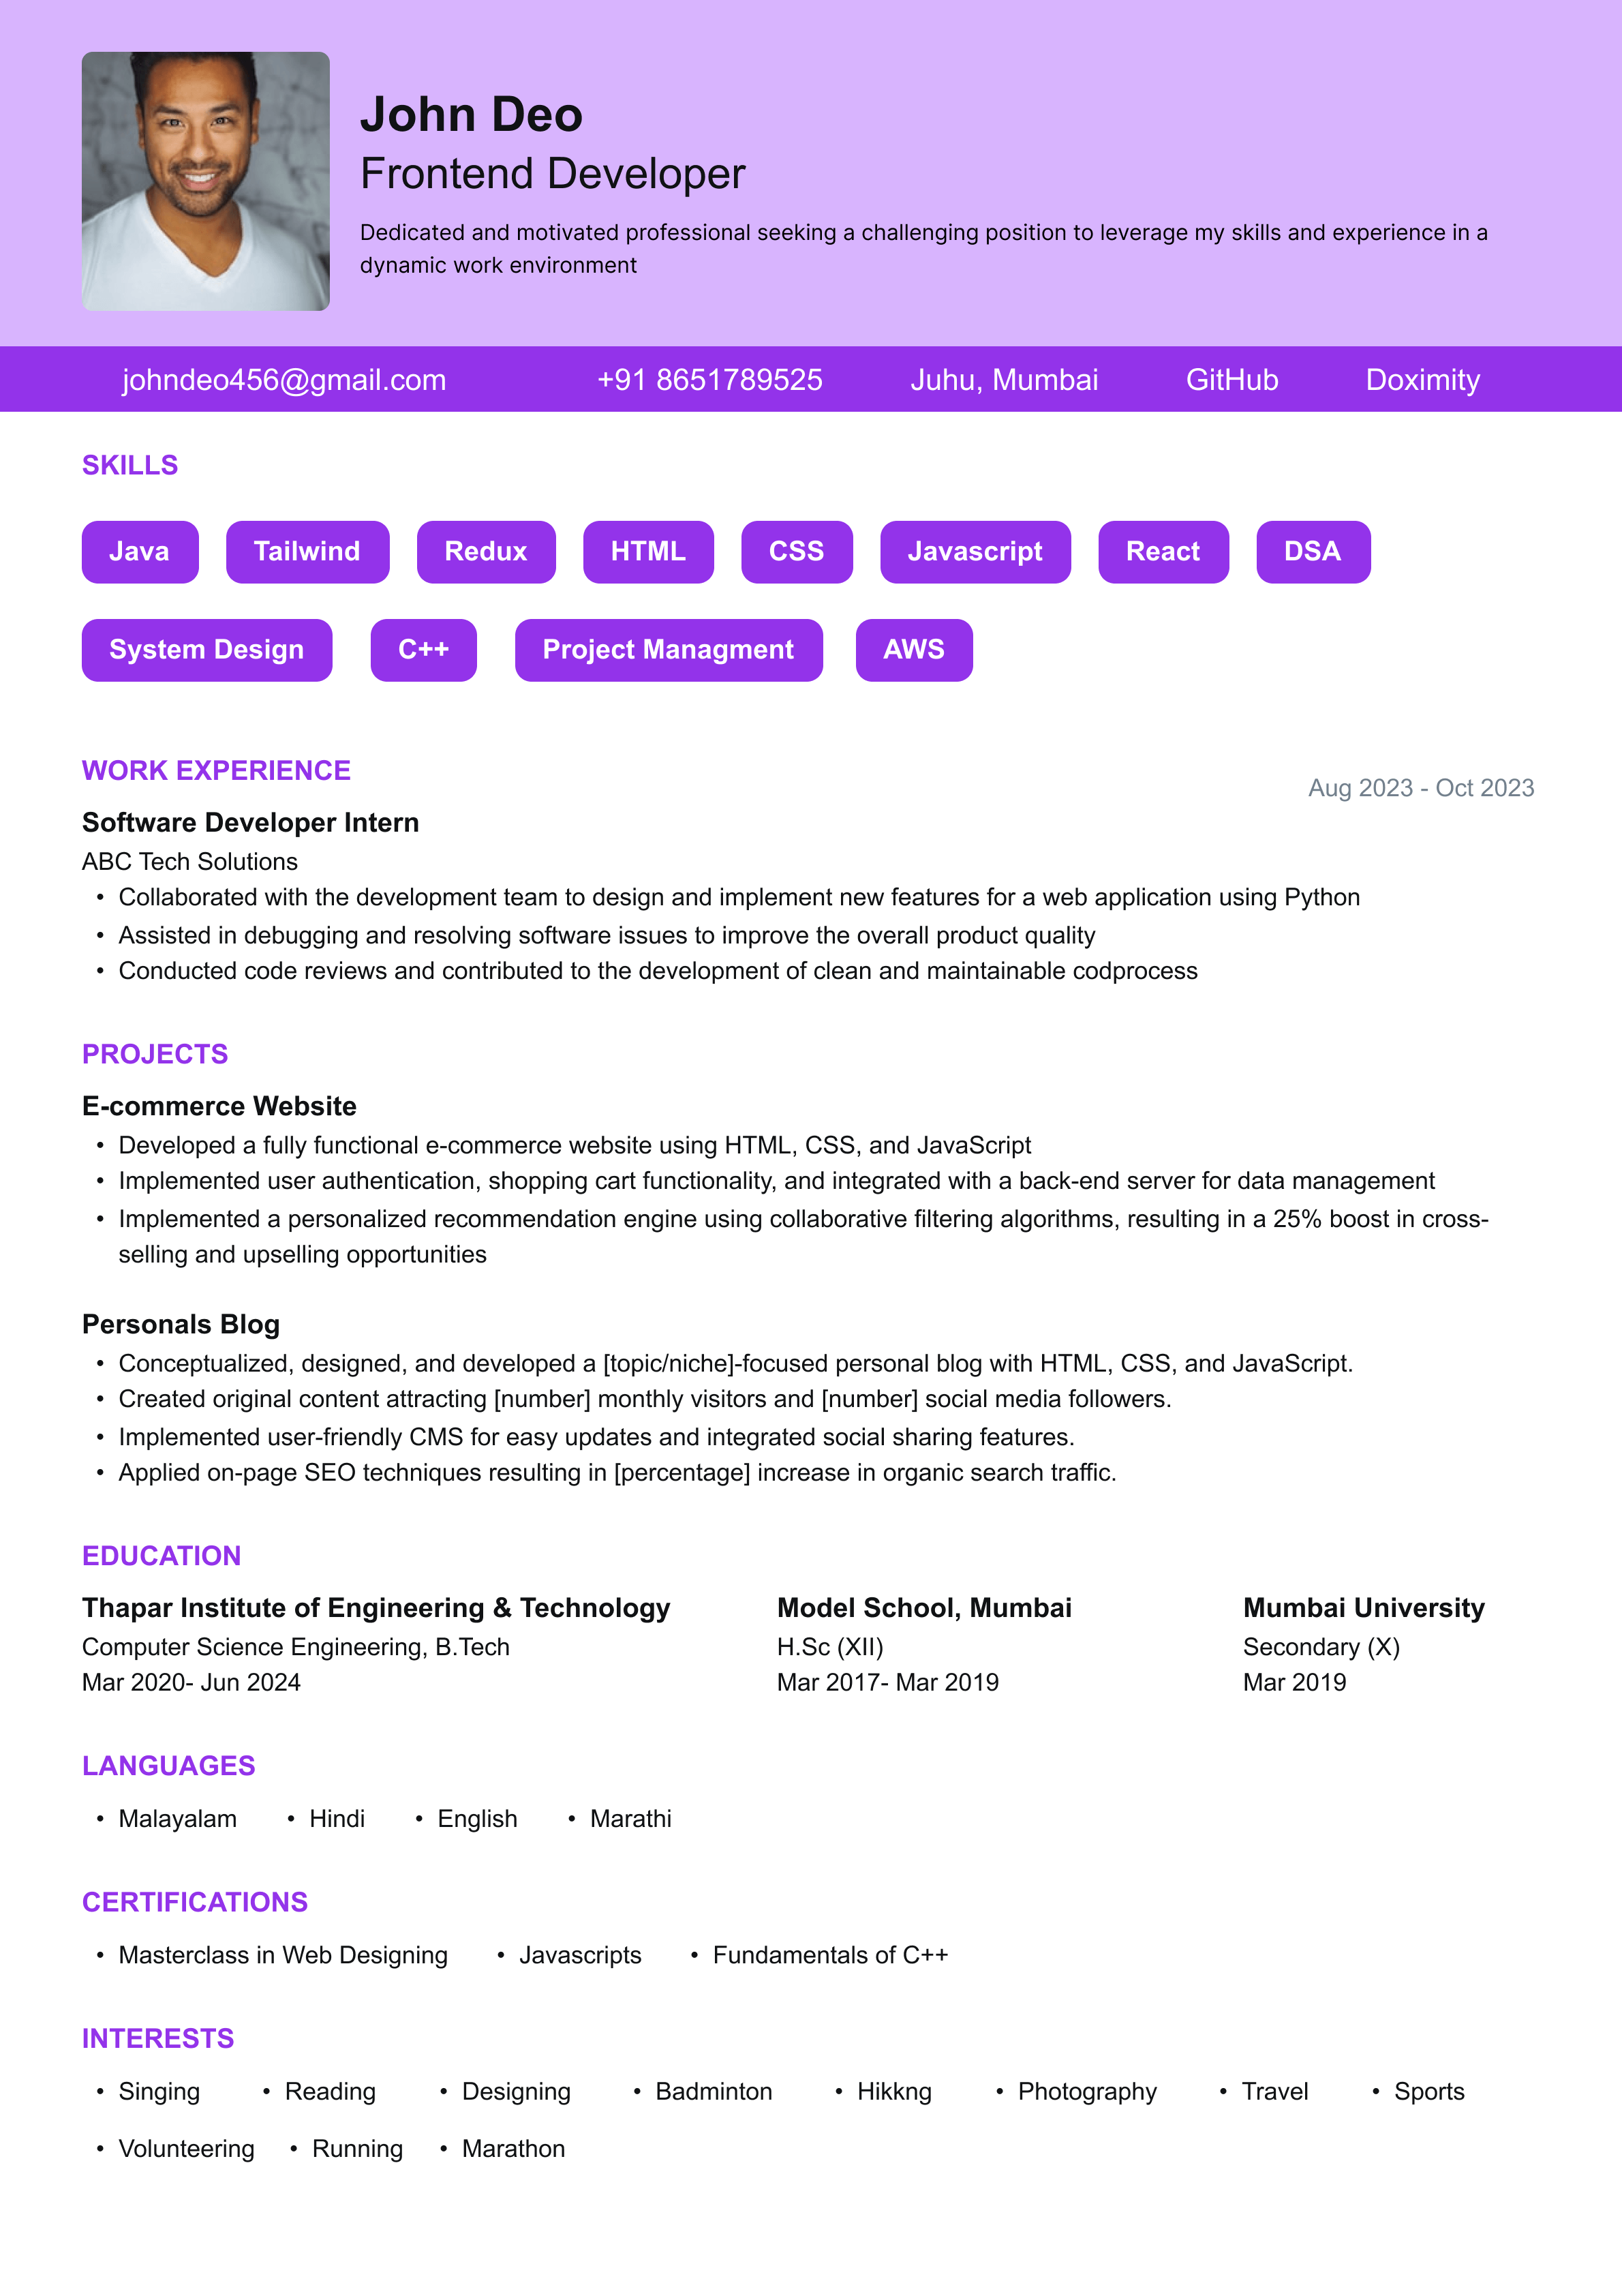 John Deo
Frontend Developer
Dedicated and motivated professional seeking a challenging position to leverage my skills and experience in a
dynamic work environment
johndeo456@gmail.com +91 8651789525 Juhu, Mumbai GitHub Doximity
SKILLS
Java Tailwind Redux HTML CSS Javascript React DSA
System Design C++ Project Managment AWS
WORK EXPERIENCE
Aug 2023 - Oct 2023
Software Developer Intern
ABC Tech Solutions
• Collaborated with the development team to design and implement new features for a web application using Python
• Assisted in debugging and resolving software issues to improve the overall product quality
• Conducted code reviews and contributed to the development of clean and maintainable codprocess
PROJECTS
E-commerce Website
• Developed a fully functional e-commerce website using HTML, CSS, and JavaScript
• Implemented user authentication, shopping cart functionality, and integrated with a back-end server for data management
• Implemented a personalized recommendation engine using collaborative filtering algorithms, resulting in a 25% boost in cross-
selling and upselling opportunities
Personals Blog
• Conceptualized, designed, and developed a [topic/niche]-focused personal blog with HTML, CSS, and JavaScript.
• Created original content attracting [number] monthly visitors and [number] social media followers.
• Implemented user-friendly CMS for easy updates and integrated social sharing features.
• Applied on-page SEO techniques resulting in [percentage] increase in organic search traffic.
EDUCATION
Thapar Institute of Engineering & Technology Model School, Mumbai Mumbai University
Computer Science Engineering, B.Tech H.Sc (XII) Secondary (X)
Mar 2020- Jun 2024 Mar 2017- Mar 2019 Mar 2019
LANGUAGES
• Malayalam • Hindi • English • Marathi
CERTIFICATIONS
• Masterclass in Web Designing • Javascripts • Fundamentals of C++
INTERESTS
• Singing • Reading • Designing • Badminton • Hikkng • Photography • Travel • Sports
• Volunteering • Running • Marathon